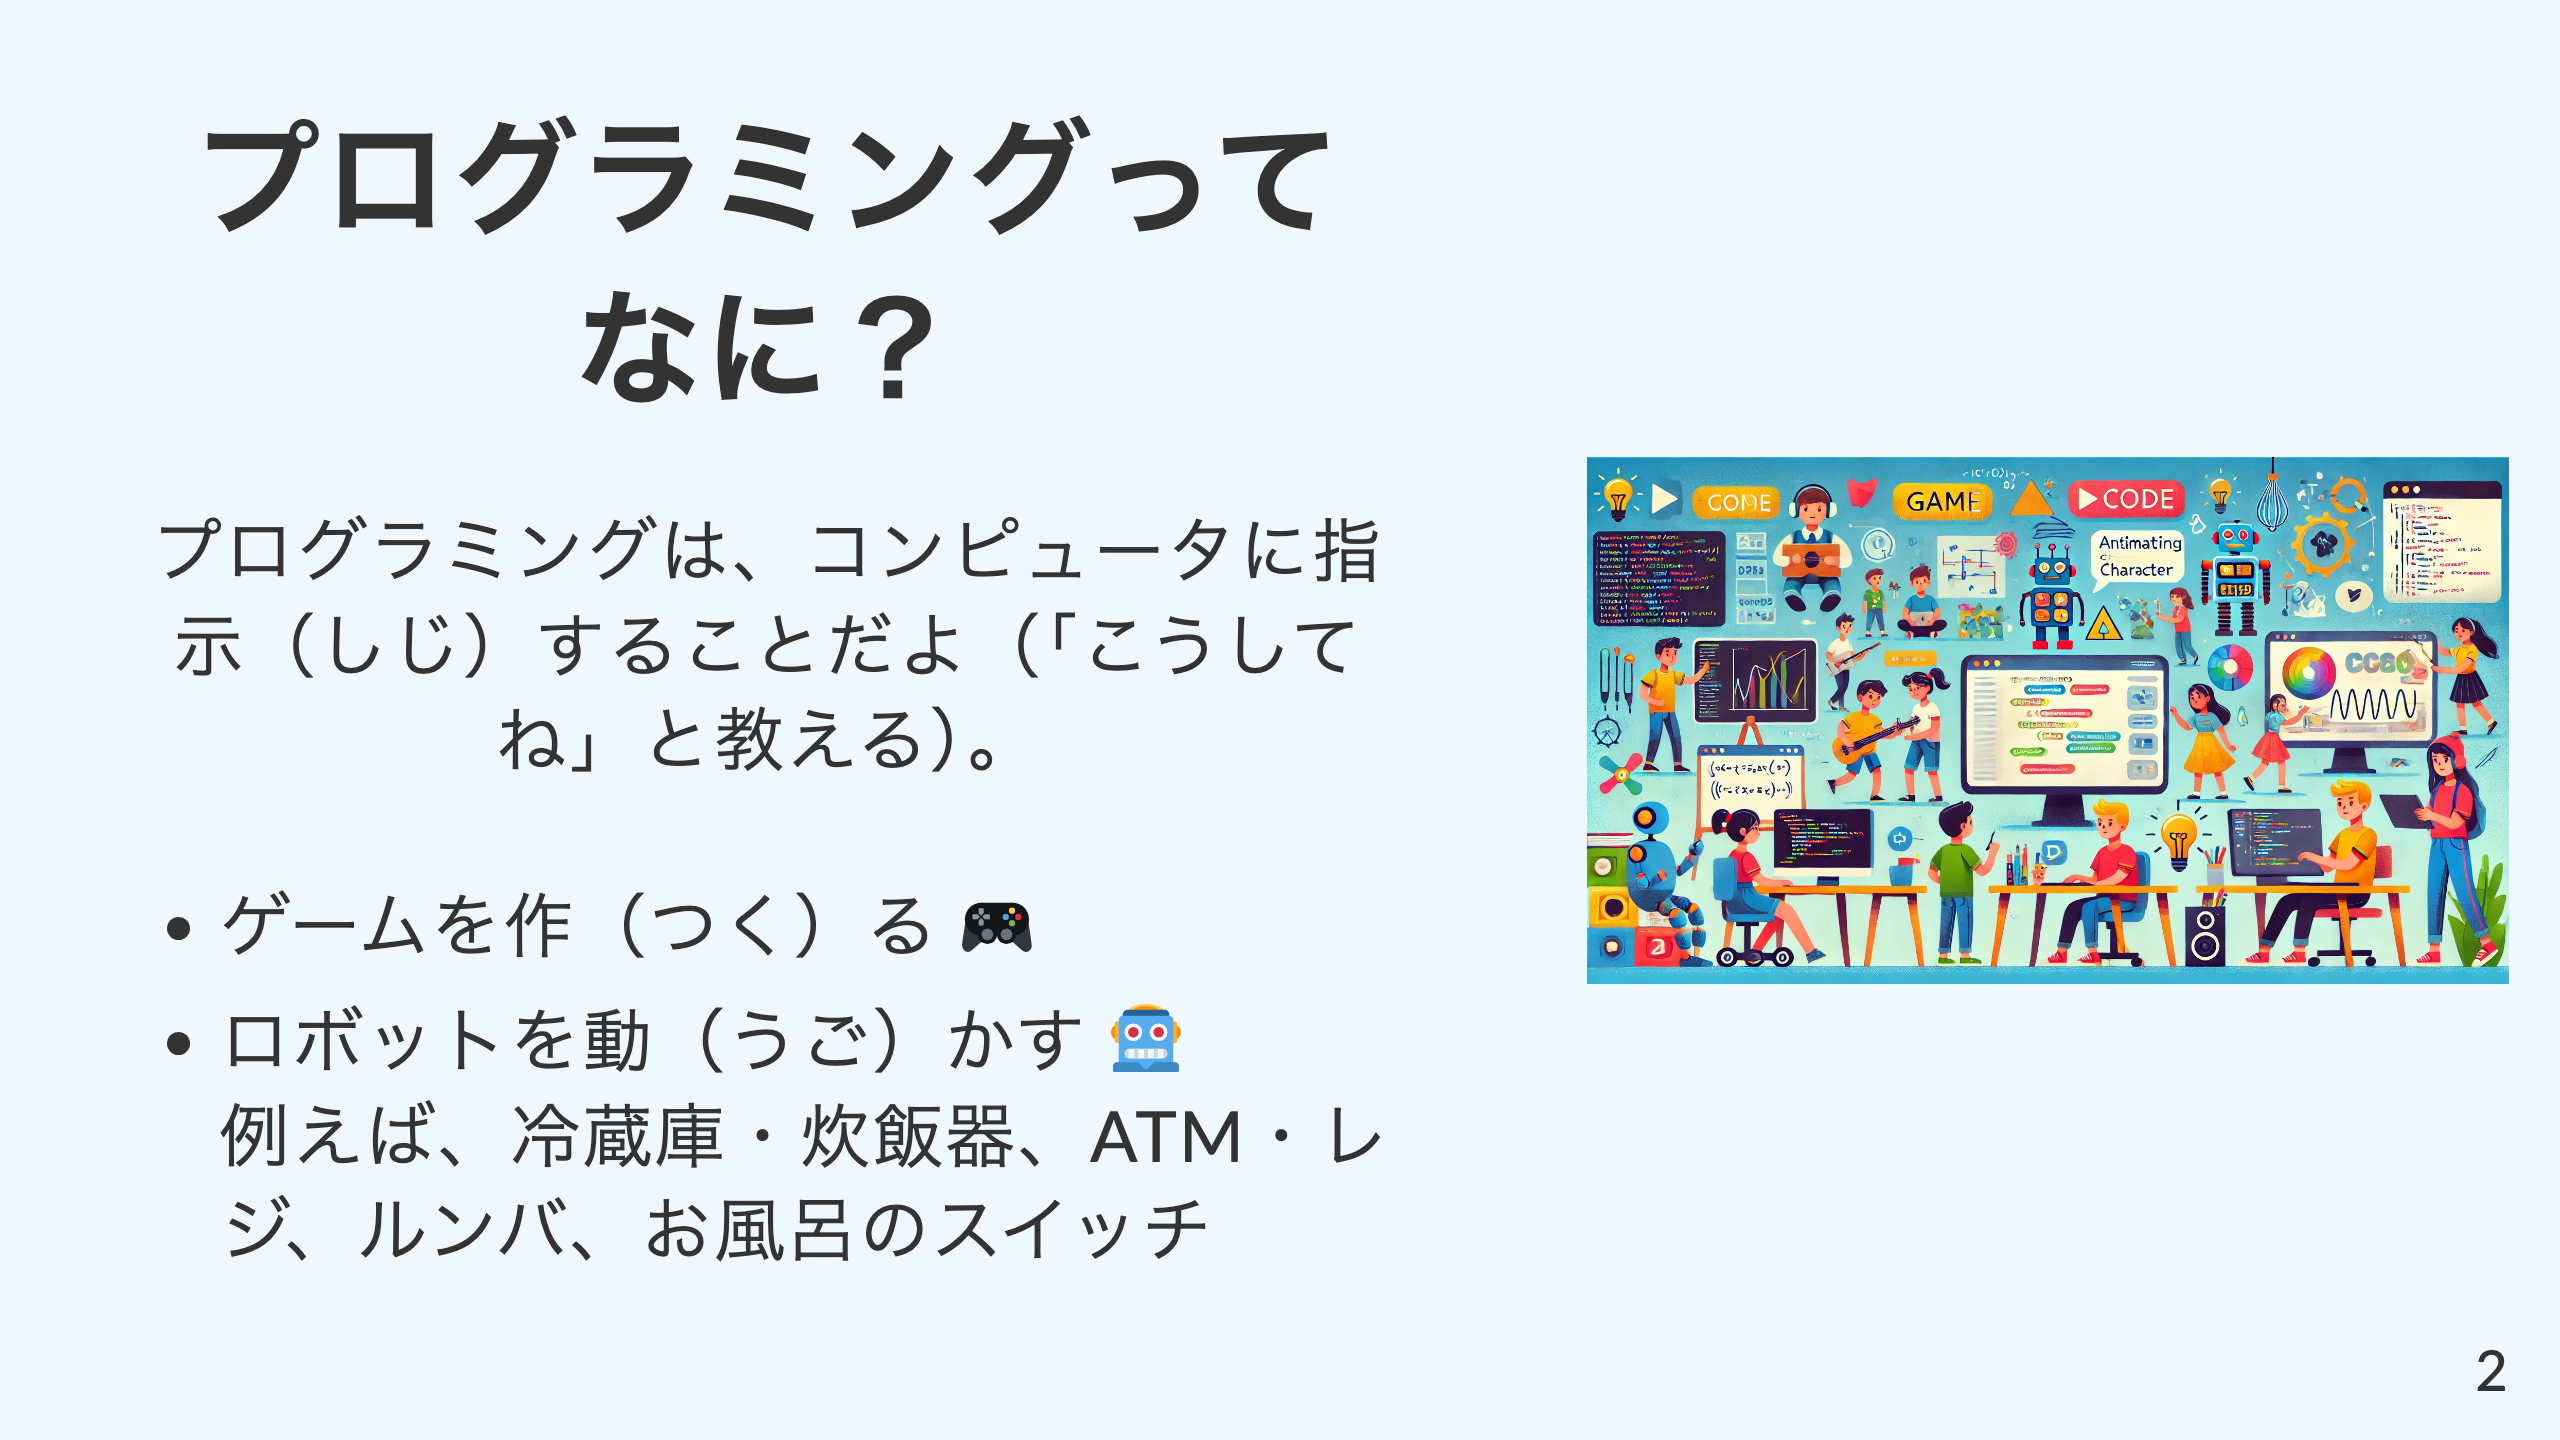 プログラミングって
なに？
プログラミングは、コンピュータに指
示（しじ）することだよ（「こうして
ね」と教える）。
ゲームを作（つく）る
ロボットを動（うご）かす
例えば、冷蔵庫・炊飯器、ATM・レ
ジ、ルンバ、お風呂のスイッチ
GAME
CODE
Antimating
Character
2